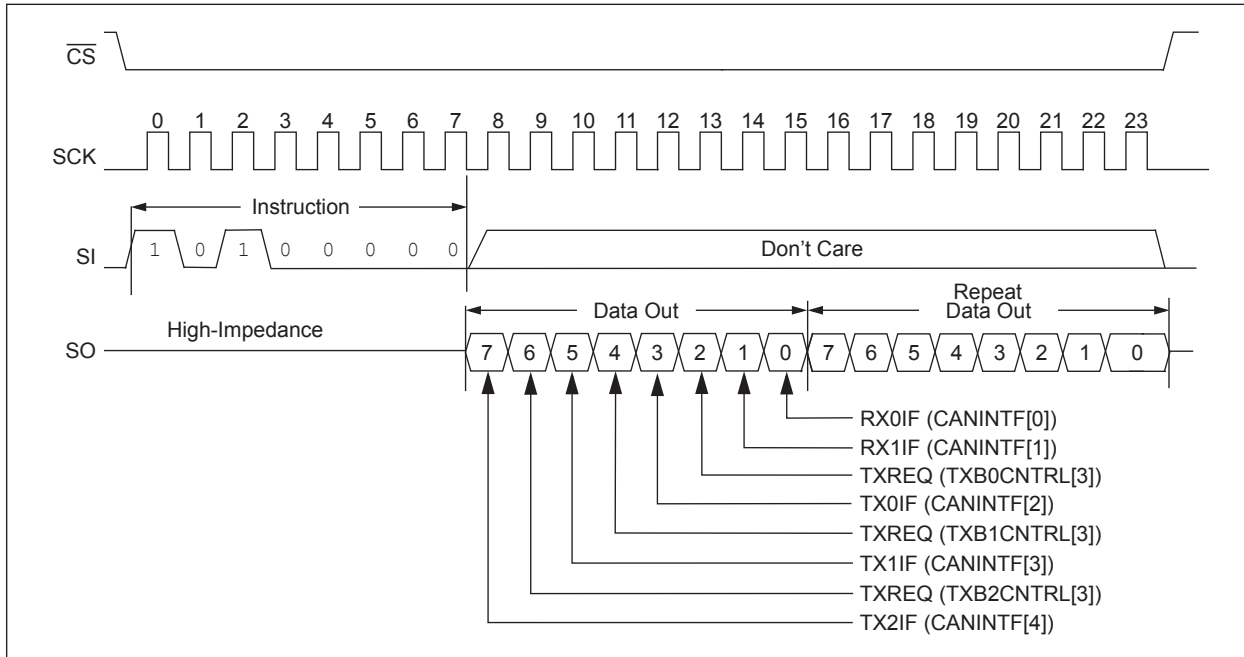 CS
0 1 2 3 4 5 6 7 8 9 10 11 12 13 14 15 16 17 18 19 20 21 22 23
SCK
Instruction
SI 1 0 1 0 0 0 0 0 Don't Care
High-Impedance Data Out Repeat
Data Out
SO 7 6 5 4 3 2 1 0 7 6 5 4 3 2 1 0
RX0IF (CANINTF[0])
RX1IF (CANINTF[1])
TXREQ (TXB0CNTRL[3])
TX0IF (CANINTF[2])
TXREQ (TXB1CNTRL[3])
TX1IF (CANINTF[3])
TXREQ (TXB2CNTRL[3])
TX2IF (CANINTF[4])